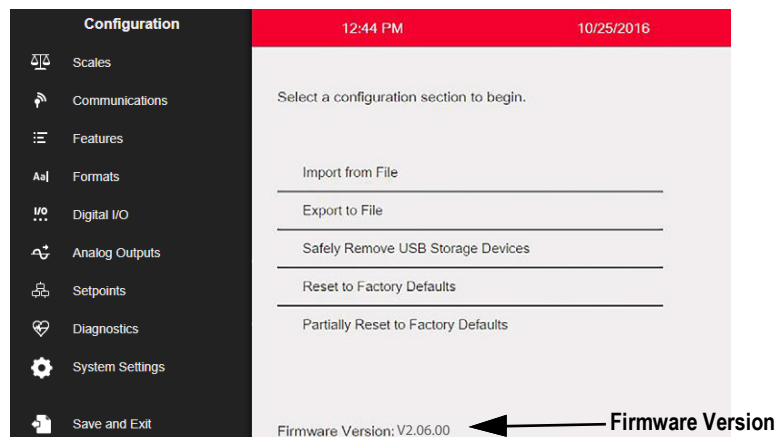 Configuration
12:44 PM 10/25/2016
Scales
Communications
Features
Aa
Formats
I/O
Digital I/O
Analog Outputs
Setpoints
Diagnostics
System Settings
Save and Exit
Select a configuration section to begin.
Import from File
Export to File
Safely Remove USB Storage Devices
Reset to Factory Defaults
Partially Reset to Factory Defaults
Firmware Version: V2.06.00
Firmware Version